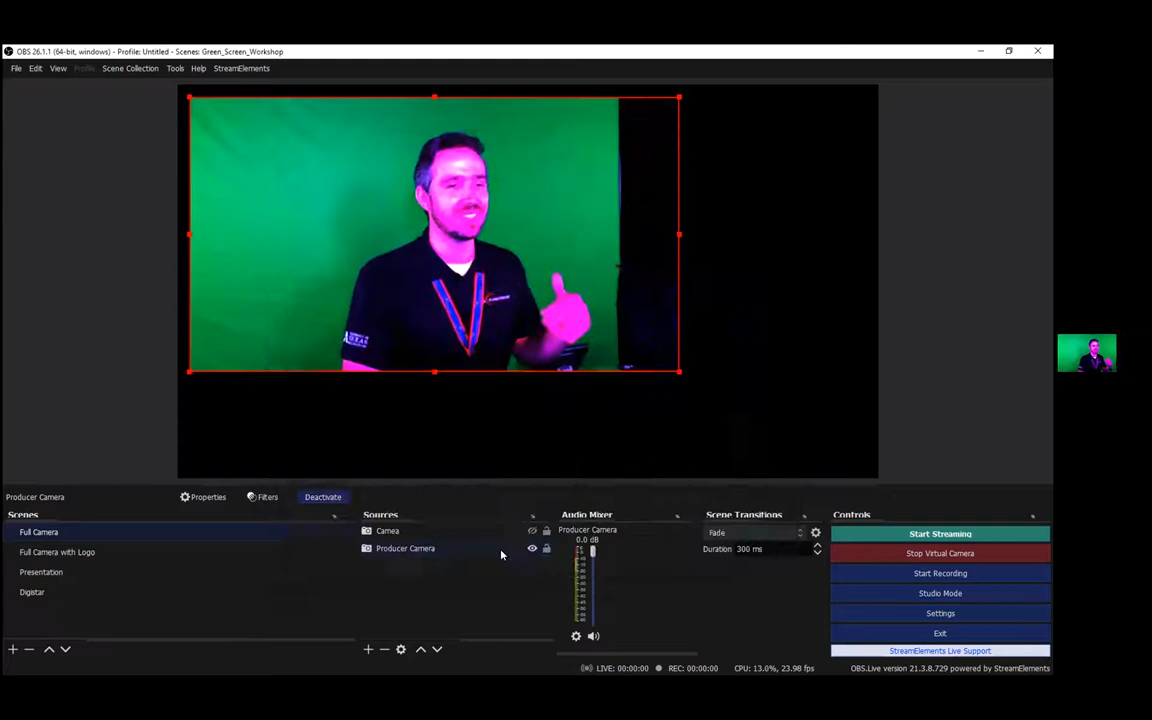 OBS 26.1.1 (64-bit, windows) - Profile: Untitled - Scenes: Green_Screen_Workshop
File Edit View Profile Scene Collection Tools Help StreamElements
Producer Camera Properties Filters Deactivate
Scenes Sources Audio Mixer Scene Transitions Controls
Full Camera
Full Camera with Logo
Presentation
Digistar
Camea
Producer Camera
Producer Camera
0.0 dB
Fade
Duration 300 ms
Start Streaming
Stop Virtual Camera
Start Recording
Studio Mode
Settings
Exit
StreamElements Live Support
LIVE: 00:00:00 REC: 00:00:00 CPU: 13.0%, 23.98 fps OBS.Live version 21.3.8.729 powered by StreamElements